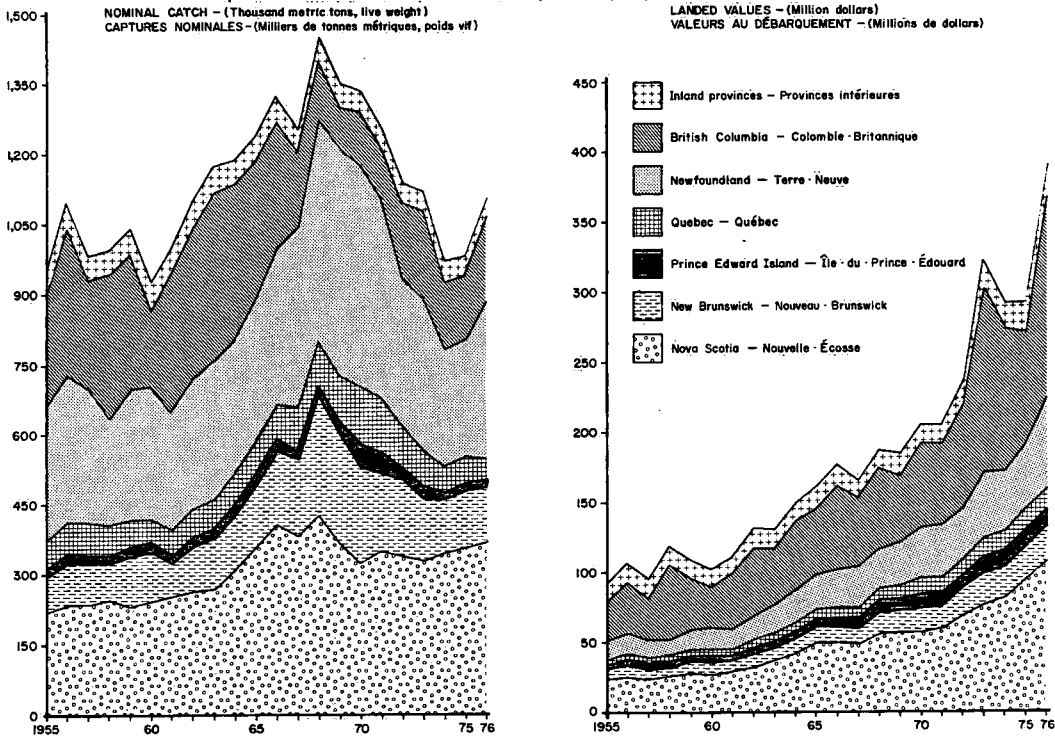 NOMINAL CATCH - (Thousand metric tons, live weight)
CAPTURES NOMINALES - (Milliers de tonnes métriques, poids vif)
1,500
1,350
1,200
1,050
900
750
600
450
300
150
0
1955 60 65 70 75 76
LANDED VALUES - (Million dollars)
VALEURS AU DÉBARQUEMENT - (Millions de dollars)
450
400
350
300
250
200
150
100
50
0
1955 60 65 70 75 76
Inland provinces - Provinces intérieures
British Columbia - Colombie-Britannique
Newfoundland - Terre-Neuve
Quebec - Québec
Prince Edward Island - Île-du-Prince-Édouard
New Brunswick - Nouveau-Brunswick
Nova Scotia - Nouvelle-Écosse